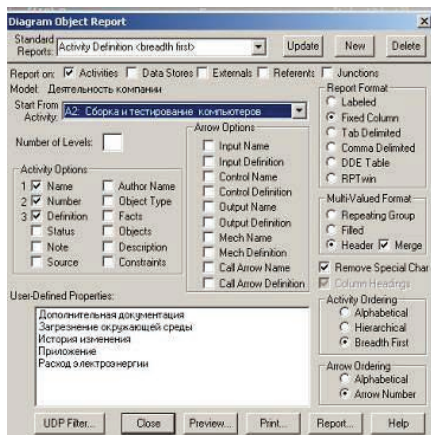 Diagram Object Report
Standard Reports: Activity Definition <breadth first> Update New Delete
Report on: Activities Data Stores Externals Referents Junctions
Model: Деятельность компании
Start From Activity: A2: Сборка и тестирование компьютеров
Number of Levels:
Activity Options
1 Name Author Name
2 Number Object Type
3 Definition Facts
Status Objects
Note Description
Source Constraints
Arrow Options
Input Name
Input Definition
Control Name
Control Definition
Output Name
Output Definition
Mech Name
Mech Definition
Call Arrow Name
Call Arrow Definition
Report Format
Labeled
Fixed Column
Tab Delimited
Comma Delimited
DDE Table
RPTwin
Multi-Valued Format
Repeating Group
Filled
Header Merge
Remove Special Char
Column Headings
User-Defined Properties:
Дополнительная документация
Загрезнение окружающей среды
История изменения
Приложение
Расход электроэнергии
Activity Ordering
Alphabetical
Hierarchical
Breadth First
Arrow Ordering
Alphabetical
Arrow Number
UDP Filter... Close Preview... Print... Report... Help